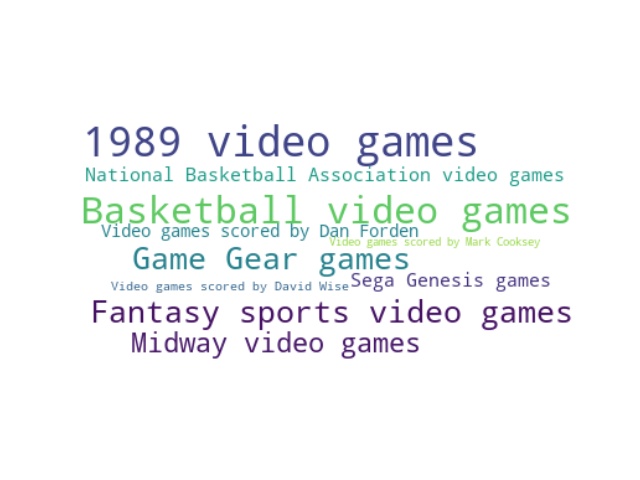 1989 video games
National Basketball Association video games
Basketball video games
Video games scored by Dan Forden
Video games scored by Mark Cooksey
Game Gear games
Sega Genesis games
Video games scored by David Wise
Fantasy sports video games
Midway video games